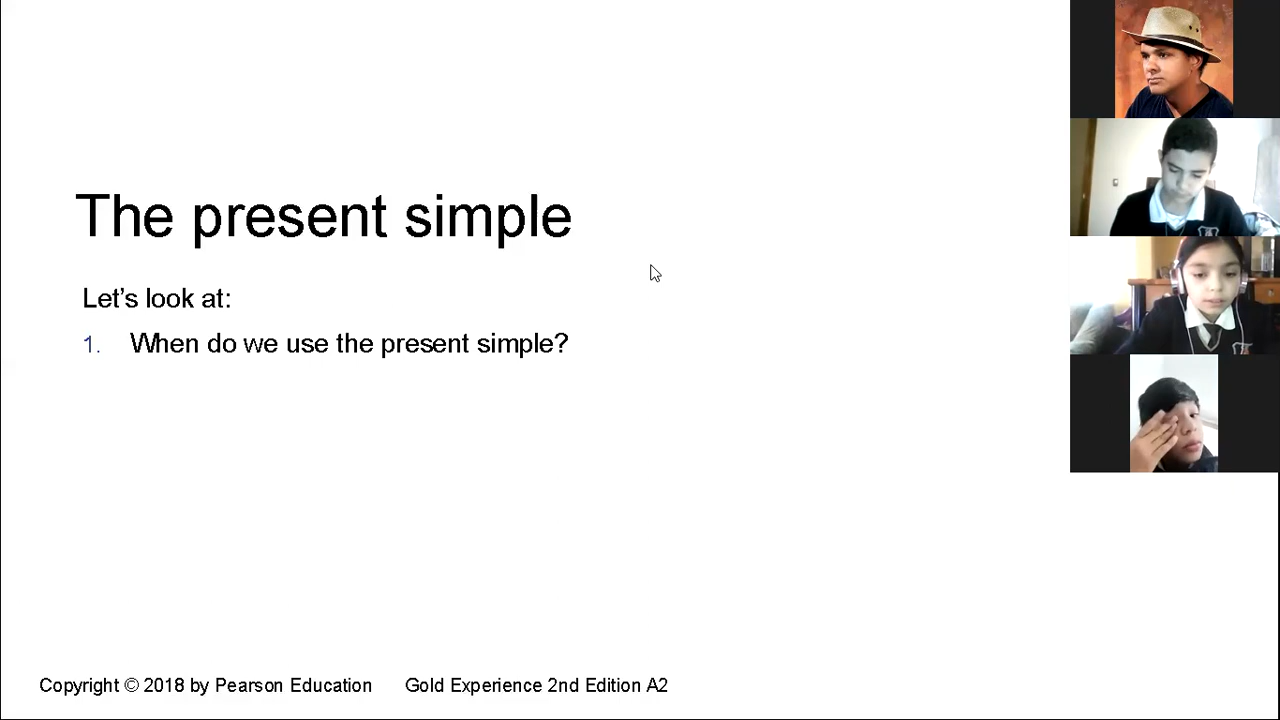 The present simple
Let's look at:
1. When do we use the present simple?
Copyright © 2018 by Pearson Education Gold Experience 2nd Edition A2